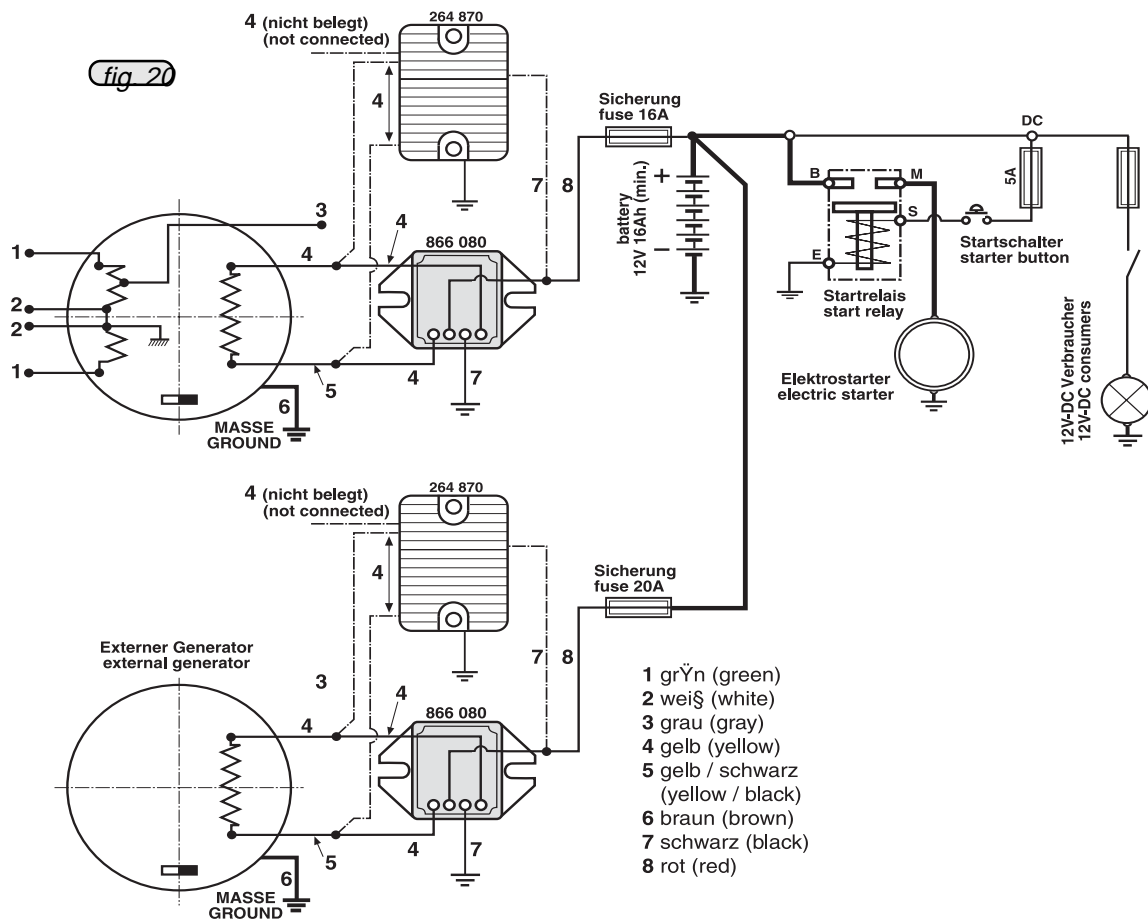 fig. 20
4 (nicht belegt)
(not connected)
264 870
4
7
8
Sicherung
fuse 16A
+
−
battery
12V 16Ah (min.)
DC
5A
B
M
S
E
Startschalter
starter button
Startrelais
start relay
Elektrostarter
electric starter
12V-DC Verbraucher
12V-DC consumers
3
1
2
2
1
4
4
866 080
5
4
7
6
MASSE
GROUND
4 (nicht belegt)
(not connected)
264 870
4
7
8
Sicherung
fuse 20A
Externer Generator
external generator
3
4
4
866 080
5
4
7
6
MASSE
GROUND
1 grŸn (green)
2 wei§ (white)
3 grau (gray)
4 gelb (yellow)
5 gelb / schwarz
(yellow / black)
6 braun (brown)
7 schwarz (black)
8 rot (red)